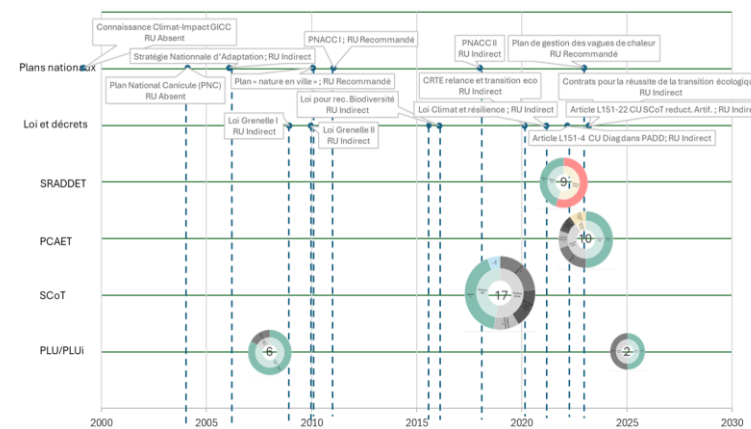 Connaissance Climat-Impact GICC
RU Absent
PNACC I ; RU Recommandé
PNACC II
RU Indirect
Plan de gestion des vagues de chaleur
RU Recommandé
Stratégie Nationnale d'Adaptation ; RU Indirect
Plans nationaux
Plan National Canicule (PNC)
RU Absent
Plan « nature en ville » ; RU Recommandé
CRTE relance et transition eco
RU Indirect
Contrats pour la réussite de la transition écologiqu
RU Indirect
Loi pour rec. Biodiversité
RU Indirect
Loi Climat et résilience ; RU Indirect
Article L151-22 CU SCoT reduct. Artif. ; RU Indire
Loi et décrets
Loi Grenelle I
RU Indirect
Loi Grenelle II
RU Indirect
Article L151-4 CU Diag dans PADD; RU Indirect
SRADDET
9
PCAET
10
SCoT
17
PLU/PLUi
6
2
2000
2005
2010
2015
2020
2025
2030